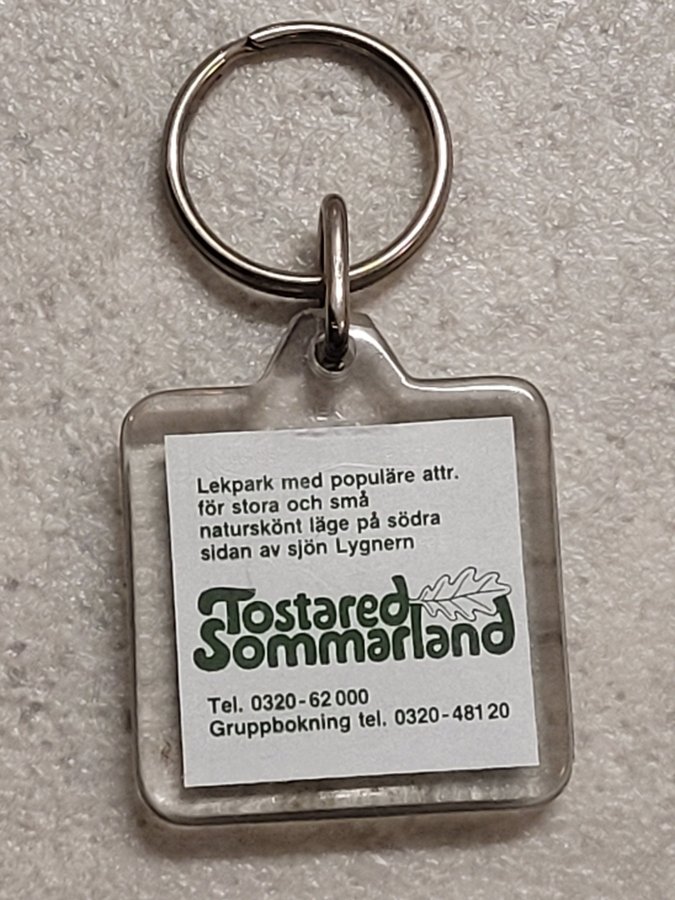 Lekpark med populäre attr.
för stora och små
naturskönt läge på södra
sidan av sjön Lygnern
Tostared
Sommarland
Tel. 0320-62 000
Gruppbokning tel. 0320-481 20